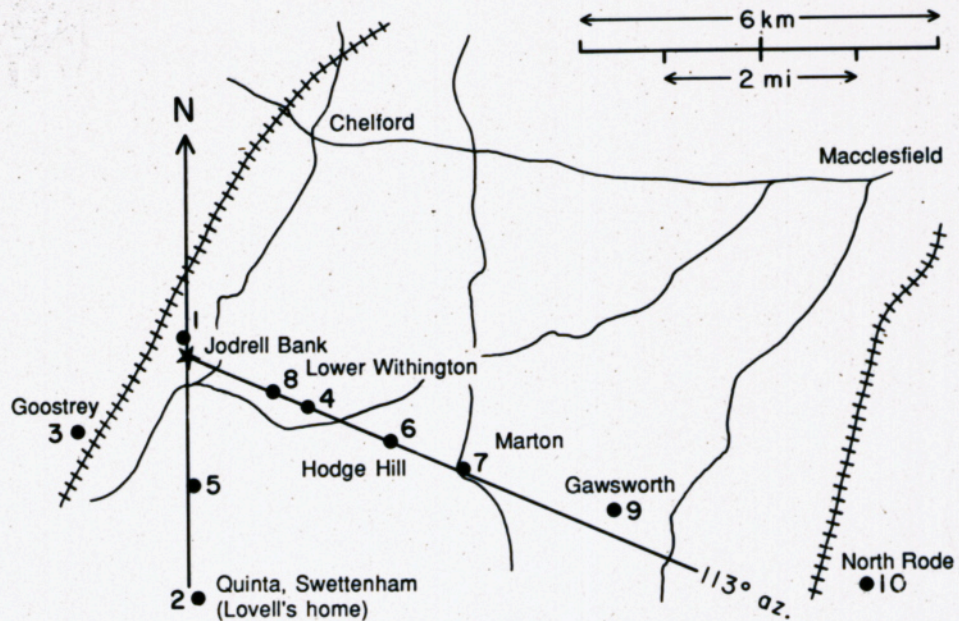 6 km
2 mi
N
Chelford
Macclesfield
1
Jodrell Bank
8
Lower Withington
4
Goostrey
3
6
Hodge Hill
Marton
7
5
Gawsworth
9
113° az.
North Rode
10
2
Quinta, Swettenham
(Lovell's home)